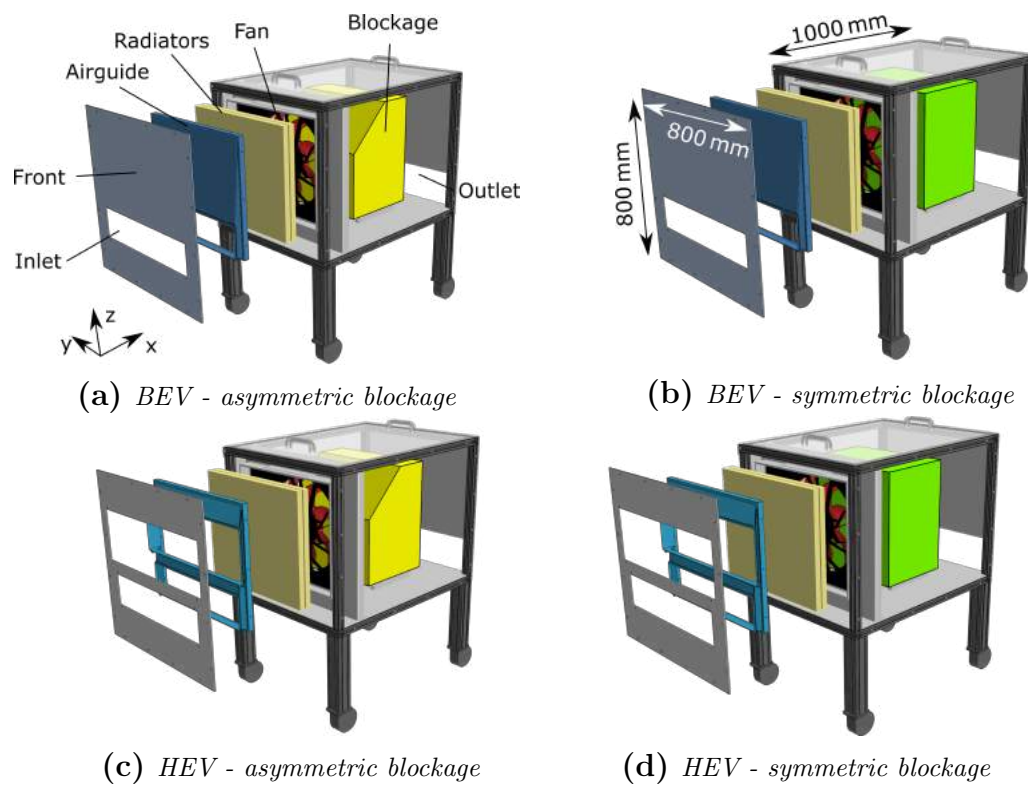 Blockage
Fan
Radiators
Airguide
Front
Outlet
Inlet
z
y
x
(a) BEV - asymmetric blockage
1000 mm
800 mm
800 mm
(b) BEV - symmetric blockage
(c) HEV - asymmetric blockage
(d) HEV - symmetric blockage